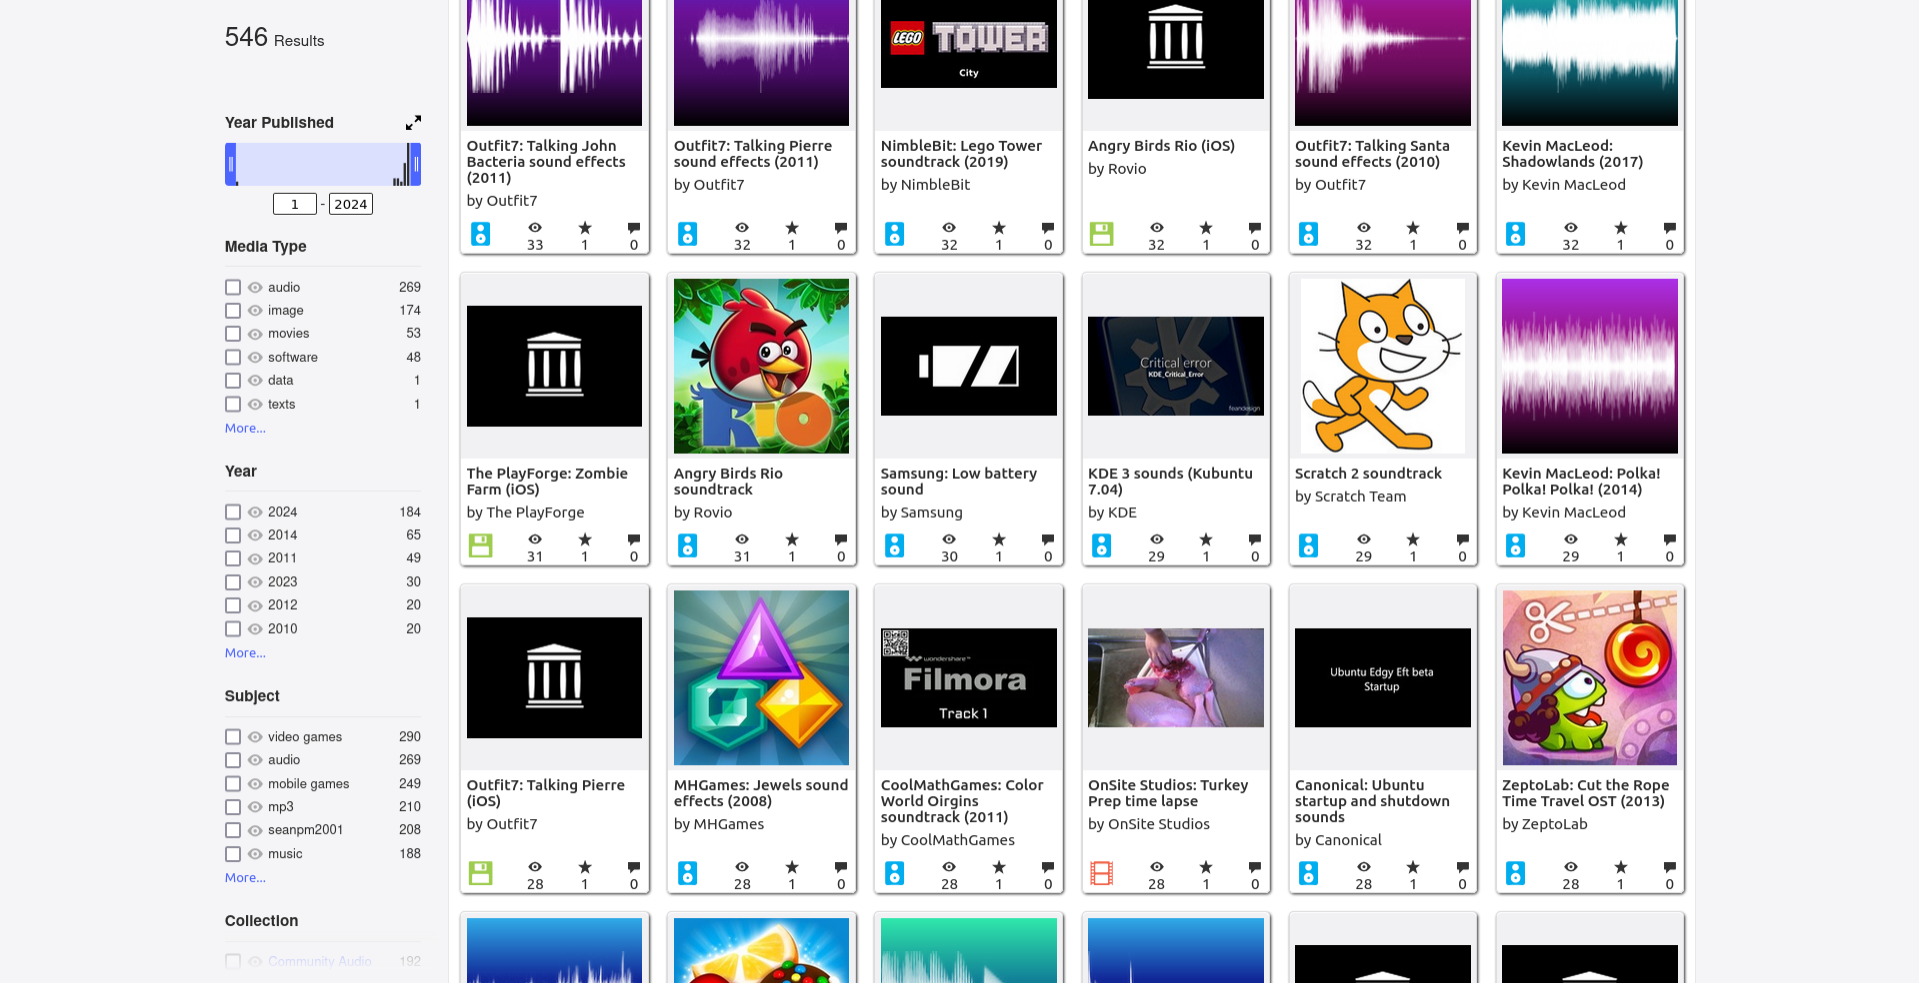 546 Results
Year Published
1 - 2024
Media Type
audio 269
image 174
movies 53
software 48
data 1
texts 1
More...
Year
2024 184
2014 65
2011 49
2023 30
2012 20
2010 20
More...
Subject
video games 290
audio 269
mobile games 249
mp3 210
seanpm2001 208
music 188
More...
Collection
Community Audio 192
Outfit7: Talking John
Bacteria sound effects
(2011)
by Outfit7
33 1 0
Outfit7: Talking Pierre
sound effects (2011)
by Outfit7
32 1 0
LEGO TOWER
City
NimbleBit: Lego Tower
soundtrack (2019)
by NimbleBit
32 1 0
Angry Birds Rio (iOS)
by Rovio
32 1 0
Outfit7: Talking Santa
sound effects (2010)
by Outfit7
32 1 0
Kevin MacLeod:
Shadowlands (2017)
by Kevin MacLeod
32 1 0
The PlayForge: Zombie
Farm (iOS)
by The PlayForge
31 1 0
RIO
Angry Birds Rio
soundtrack
by Rovio
31 1 0
Samsung: Low battery
sound
by Samsung
30 1 0
Critical error
KDE_Critical_Error
feandesign
KDE 3 sounds (Kubuntu
7.04)
by KDE
29 1 0
Scratch 2 soundtrack
by Scratch Team
29 1 0
Kevin MacLeod: Polka!
Polka! Polka! (2014)
by Kevin MacLeod
29 1 0
Outfit7: Talking Pierre
(iOS)
by Outfit7
28 1 0
MHGames: Jewels sound
effects (2008)
by MHGames
28 1 0
wondershare™
Filmora
Track 1
CoolMathGames: Color
World Oirgins
soundtrack (2011)
by CoolMathGames
28 1 0
OnSite Studios: Turkey
Prep time lapse
by OnSite Studios
28 1 0
Ubuntu Edgy Eft beta
Startup
Canonical: Ubuntu
startup and shutdown
sounds
by Canonical
28 1 0
ZeptoLab: Cut the Rope
Time Travel OST (2013)
by ZeptoLab
28 1 0